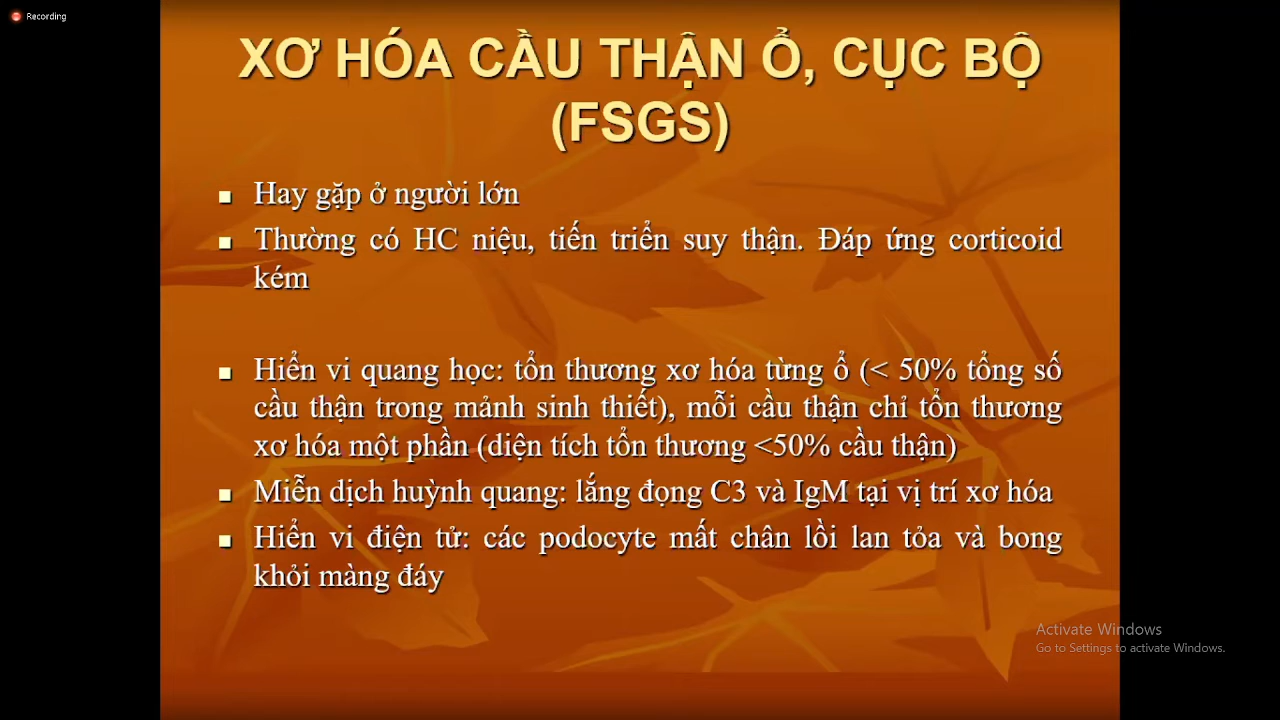 Recording
XƠ HÓA CẦU THẬN Ổ, CỤC BỘ
(FSGS)
Hay gặp ở người lớn
Thường có HC niệu, tiến triển suy thận. Đáp ứng corticoid
kém
Hiển vi quang học: tổn thương xơ hóa từng ổ (< 50% tổng số
cầu thận trong mảnh sinh thiết), mỗi cầu thận chỉ tổn thương
xơ hóa một phần (diện tích tổn thương <50% cầu thận)
Miễn dịch huỳnh quang: lắng đọng C3 và IgM tại vị trí xơ hóa
Hiển vi điện tử: các podocyte mất chân lồi lan tỏa và bong
khỏi màng đáy
Activate Windows
Go to Settings to activate Windows.